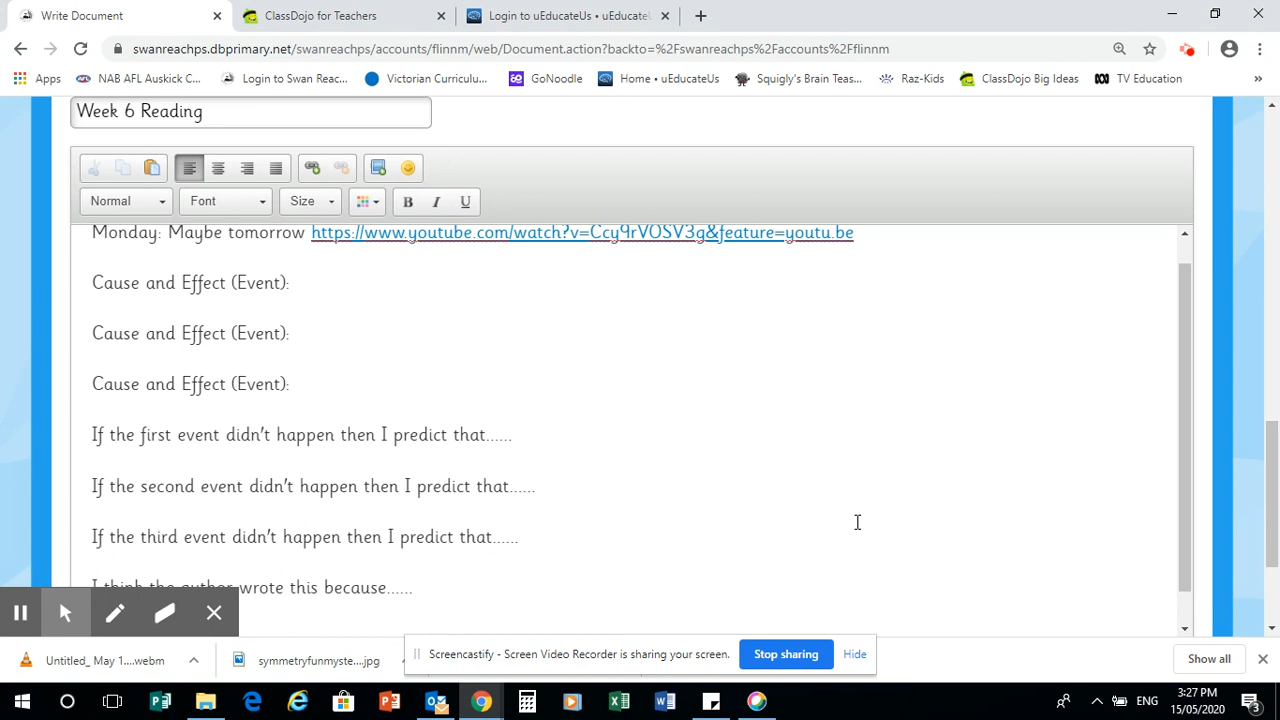 Write Document
ClassDojo for Teachers
Login to uEducateUs • uEducate
swanreachps.dbprimary.net/swanreachps/accounts/flinnm/web/Document.action?backto=%2Fswanreachps%2Faccounts%2Fflinnm
Apps
NAB AFL Auskick C...
Login to Swan Reac...
Victorian Curriculu...
GoNoodle
Home • uEducateUs
Squigly's Brain Teas...
Raz-Kids
ClassDojo Big Ideas
TV Education
Week 6 Reading
Normal
Font
Size
B I U
Monday: Maybe tomorrow https://www.youtube.com/watch?v=Ccy9rVOSV3g&feature=youtu.be
Cause and Effect (Event):
Cause and Effect (Event):
Cause and Effect (Event):
If the first event didn't happen then I predict that......
If the second event didn't happen then I predict that......
If the third event didn't happen then I predict that......
I think the author wrote this because......
Screencastify - Screen Video Recorder is sharing your screen.
Stop sharing
Hide
Untitled_ May 1....webm
symmetryfunmyste....jpg
Show all
ENG
3:27 PM
15/05/2020
3